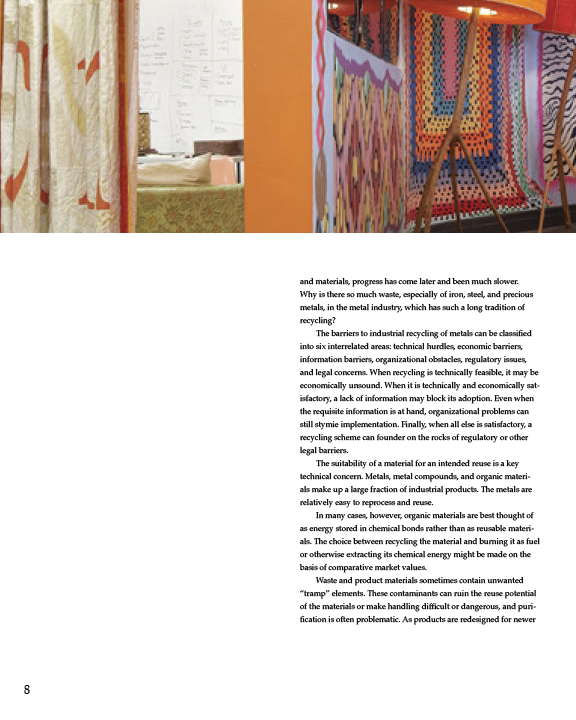 and materials, progress has come later and been much slower.
Why is there so much waste, especially of iron, steel, and precious
metals, in the metal industry, which has such a long tradition of
recycling?
The barriers to industrial recycling of metals can be classified
into six interrelated areas: technical hurdles, economic barriers,
information barriers, organizational obstacles, regulatory issues,
and legal concerns. When recycling is technically feasible, it may be
economically unsound. When it is technically and economically sat-
isfactory, a lack of information may block its adoption. Even when
the requisite information is at hand, organizational problems can
still stymie implementation. Finally, when all else is satisfactory, a
recycling scheme can founder on the rocks of regulatory or other
legal barriers.
The suitability of a material for an intended reuse is a key
technical concern. Metals, metal compounds, and organic materi-
als make up a large fraction of industrial products. The metals are
relatively easy to reprocess and reuse.
In many cases, however, organic materials are best thought of
as energy stored in chemical bonds rather than as reusable materi-
als. The choice between recycling the material and burning it as fuel
or otherwise extracting its chemical energy might be made on the
basis of comparative market values.
Waste and product materials sometimes contain unwanted
“tramp” elements. These contaminants can ruin the reuse potential
of the materials or make handling difficult or dangerous, and puri-
fication is often problematic. As products are redesigned for newer
8